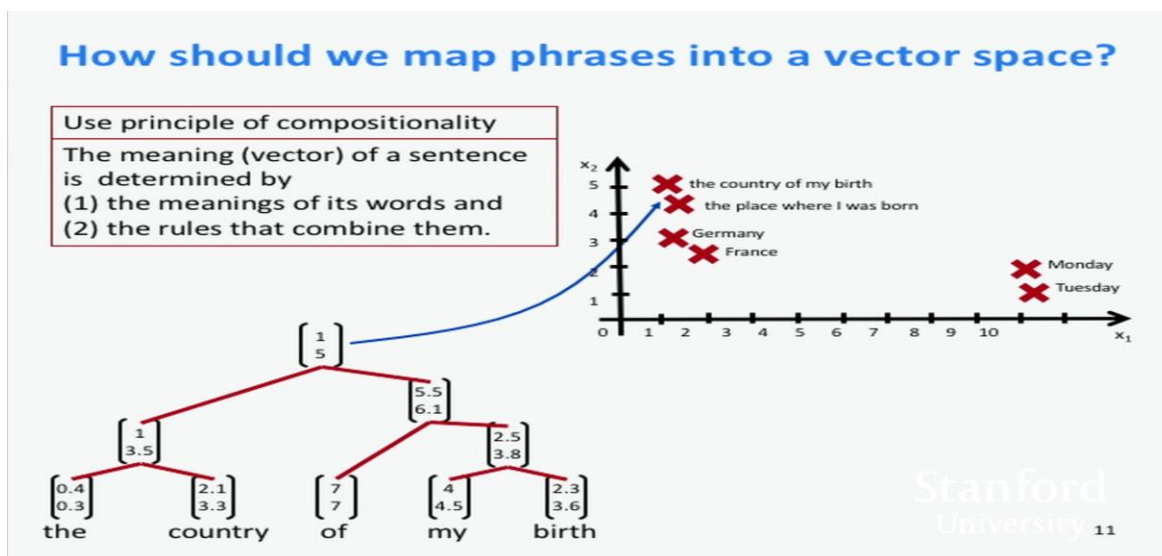 How should we map phrases into a vector space?
Use principle of compositionality
The meaning (vector) of a sentence
is determined by
(1) the meanings of its words and
(2) the rules that combine them.
x2
5
4
3
2
1
the country of my birth
the place where I was born
Germany
France
Monday
Tuesday
0 1 2 3 4 5 6 7 8 9 10
x1
1
5
5.5
6.1
1
3.5
2.5
3.8
0.4
0.3
2.1
3.3
7
7
4
4.5
2.3
3.6
the country of my birth
Stanford
University
11